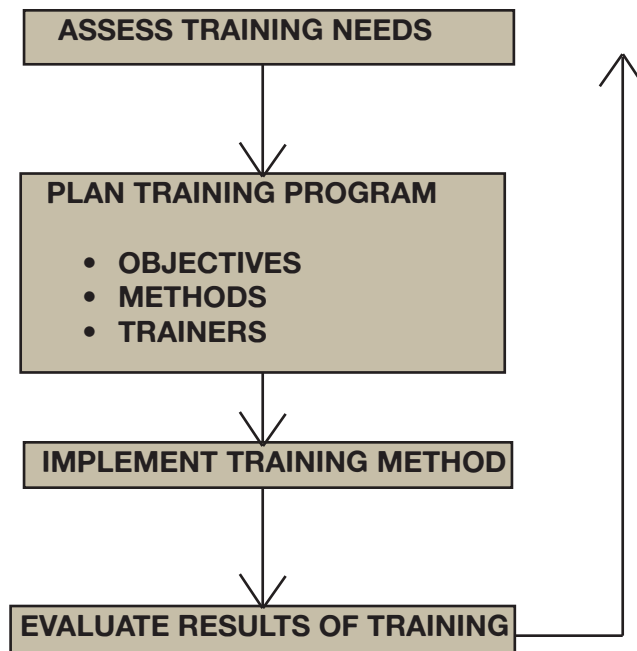 ASSESS TRAINING NEEDS
PLAN TRAINING PROGRAM
• OBJECTIVES
• METHODS
• TRAINERS
IMPLEMENT TRAINING METHOD
EVALUATE RESULTS OF TRAINING